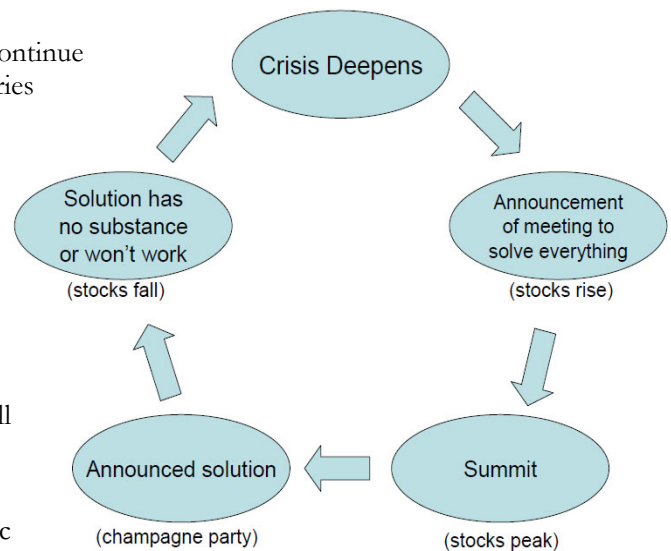 ontinue
ries
Crisis Deepens
Announcement
of meeting to
solve everything
(stocks rise)
Summit
(stocks peak)
Announced solution
(champagne party)
Solution has
no substance
or won't work
(stocks fall)
ll
c